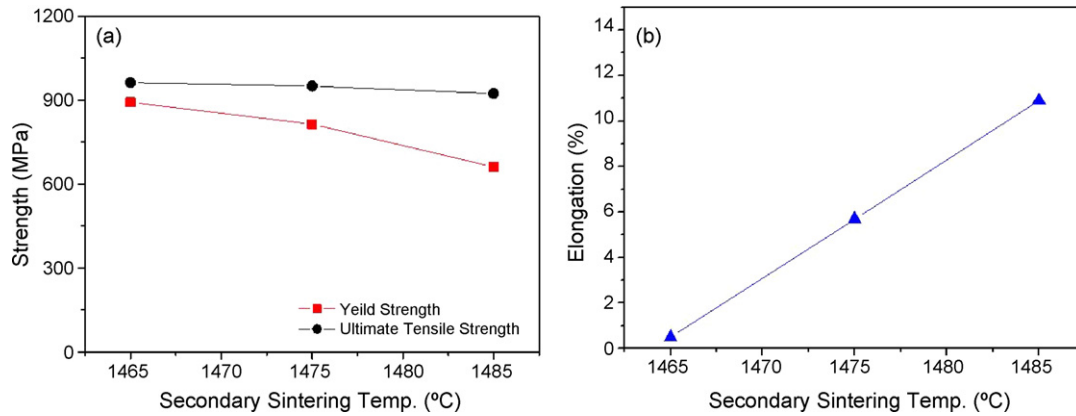 (a)
1200
900
600
300
0
Strength (MPa)
Yeild Strength
Ultimate Tensile Strength
1465 1470 1475 1480 1485
Secondary Sintering Temp. (ºC)
(b)
14
12
10
8
6
4
2
0
Elongation (%)
1465 1470 1475 1480 1485
Secondary Sintering Temp. (ºC)